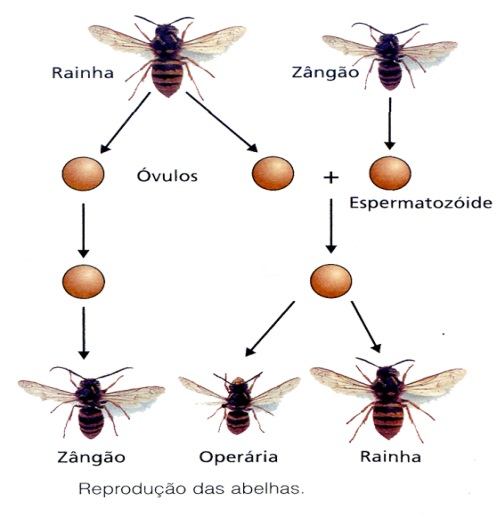 Rainha
Zângão
Óvulos
+
Espermatozóide
Zângão
Operária
Rainha
Reprodução das abelhas.